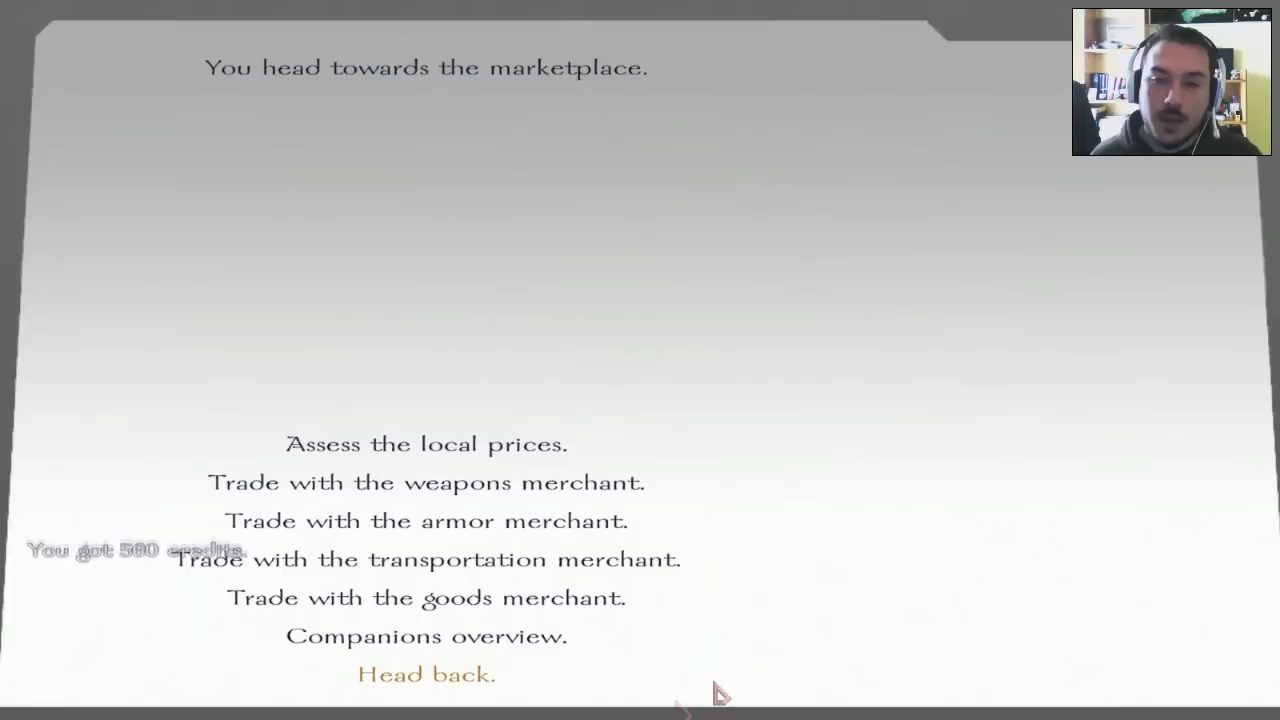 You head towards the marketplace.
Assess the local prices.
Trade with the weapons merchant.
Trade with the armor merchant.
You got 560 credits.
Trade with the transportation merchant.
Trade with the goods merchant.
Companions overview.
Head back.